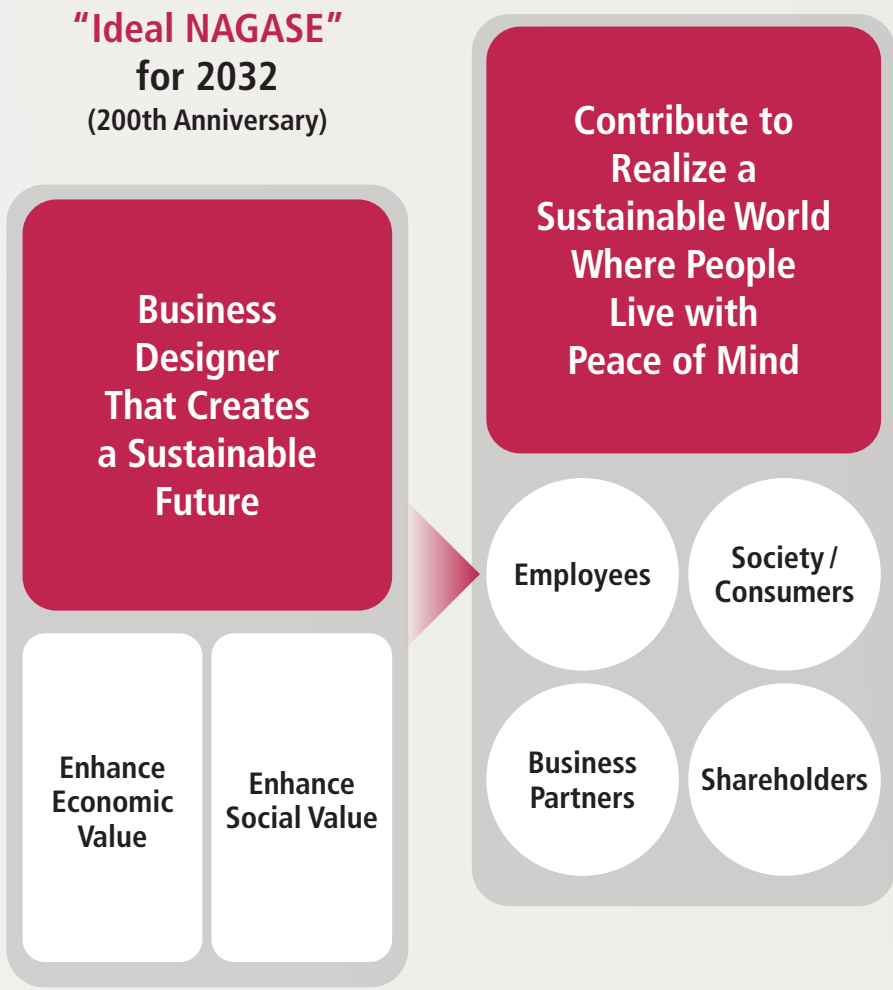 “Ideal NAGASE”
for 2032
(200th Anniversary)
Business
Designer
That Creates
a Sustainable
Future
Enhance
Economic
Value
Enhance
Social Value
Contribute to
Realize a
Sustainable World
Where People
Live with
Peace of Mind
Employees
Society /
Consumers
Business
Partners
Shareholders